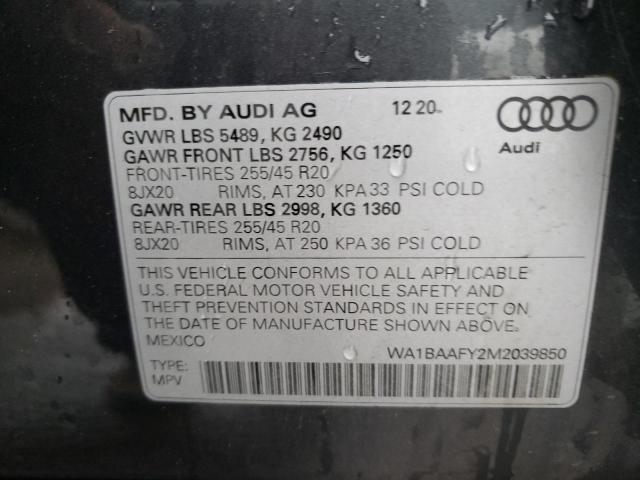 MFD. BY AUDI AG 12 20
GVWR LBS 5489, KG 2490
GAWR FRONT LBS 2756, KG 1250
Audi
FRONT-TIRES 255/45 R20
8JX20 RIMS, AT 230 KPA 33 PSI COLD
GAWR REAR LBS 2998, KG 1360
REAR-TIRES 255/45 R20
8JX20 RIMS, AT 250 KPA 36 PSI COLD
THIS VEHICLE CONFORMS TO ALL APPLICABLE
U.S. FEDERAL MOTOR VEHICLE SAFETY AND
THEFT PREVENTION STANDARDS IN EFFECT ON
THE DATE OF MANUFACTURE SHOWN ABOVE.
MEXICO WA1BAAFY2M2039850
TYPE:
MPV